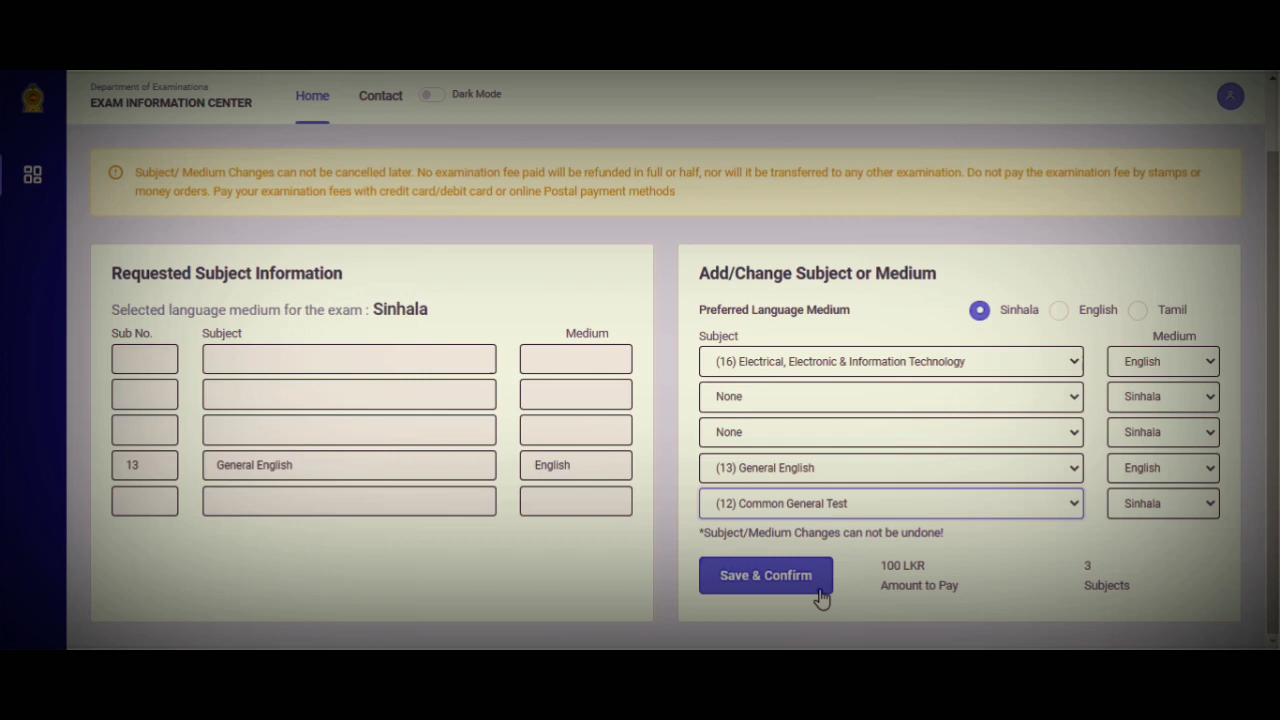 Department of Examinations
EXAM INFORMATION CENTER
Home
Contact
Dark Mode
Subject/ Medium Changes can not be cancelled later. No examination fee paid will be refunded in full or half, nor will it be transferred to any other examination. Do not pay the examination fee by stamps or
money orders. Pay your examination fees with credit card/debit card or online Postal payment methods
Requested Subject Information
Selected language medium for the exam : Sinhala
Sub No. Subject Medium
13 General English English
Add/Change Subject or Medium
Preferred Language Medium Sinhala English Tamil
Subject Medium
(16) Electrical, Electronic & Information Technology English
None Sinhala
None Sinhala
(13) General English English
(12) Common General Test Sinhala
*Subject/Medium Changes can not be undone!
Save & Confirm
100 LKR
Amount to Pay
3
Subjects